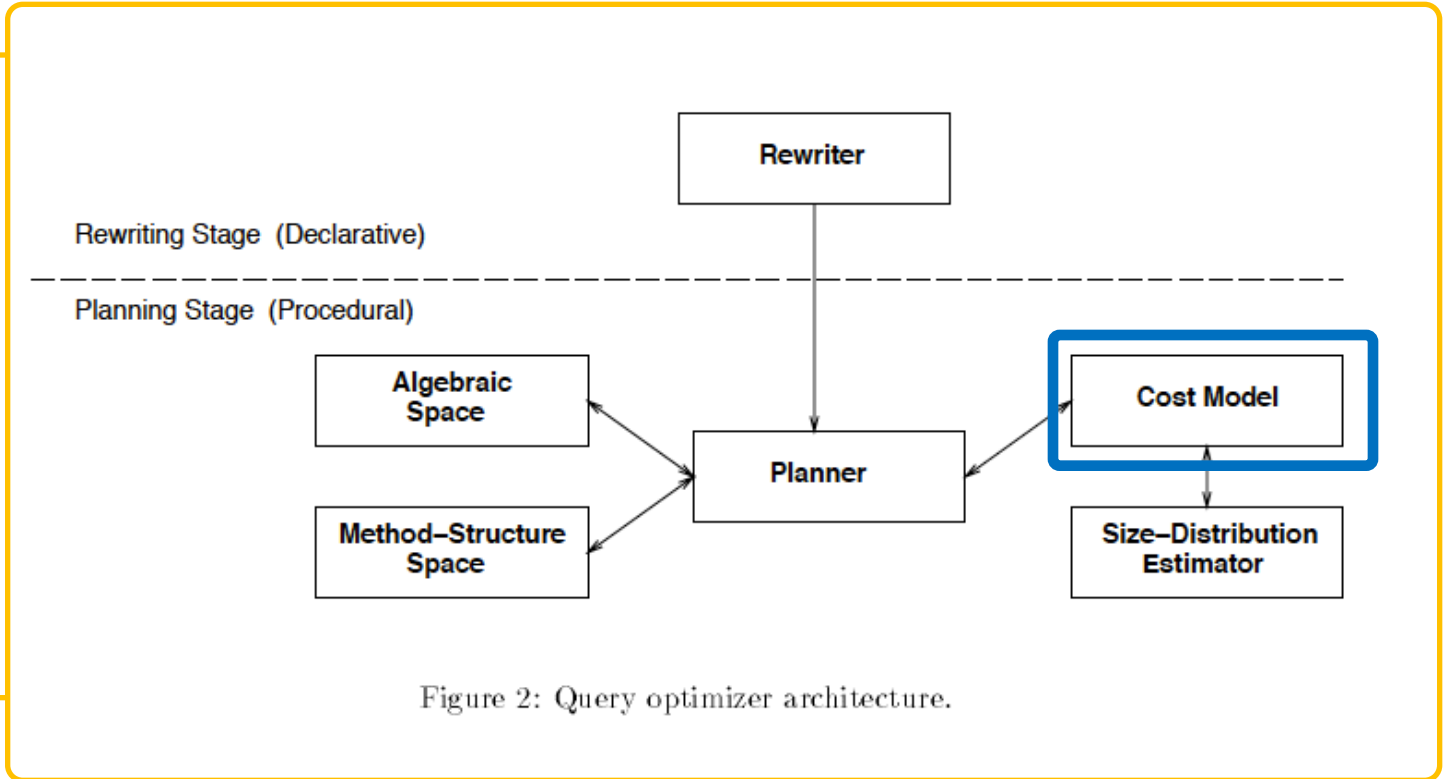 Rewriter
Rewriting Stage (Declarative)
Planning Stage (Procedural)
Algebraic
Space
Cost Model
Planner
Method–Structure
Space
Size–Distribution
Estimator
Figure 2: Query optimizer architecture.